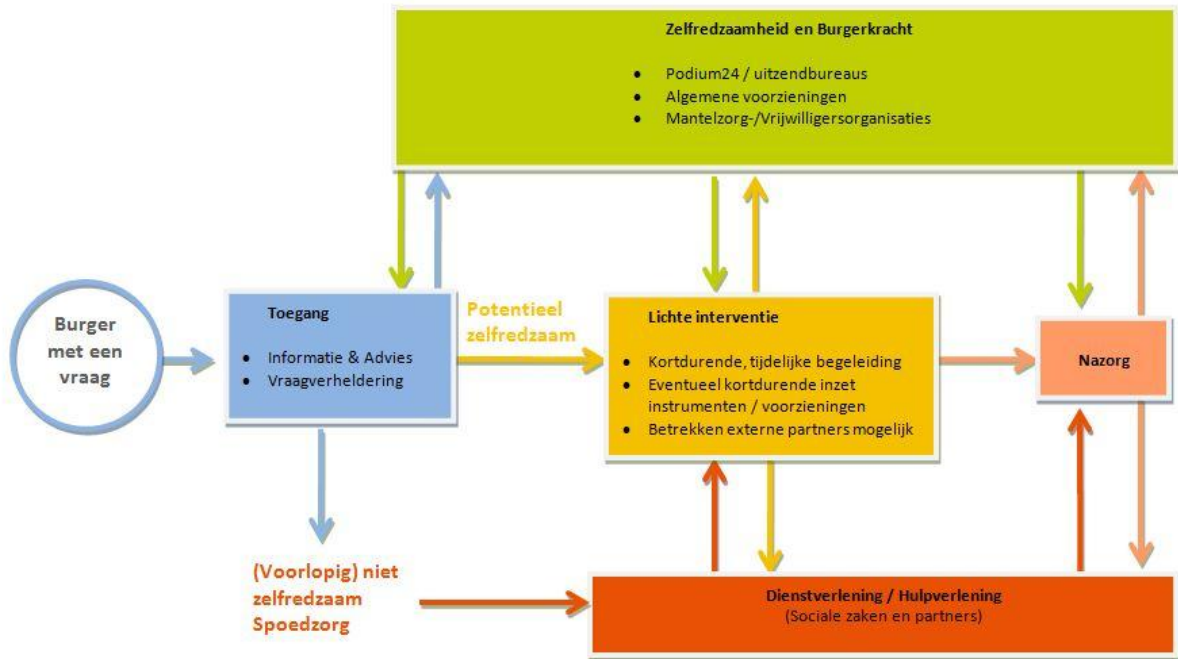 Zelfredzaamheid en Burgerkracht
• Podium24 / uitzendbureaus
• Algemene voorzieningen
• Mantelzorg-/Vrijwilligersorganisaties
Burger
met een
vraag
Toegang
• Informatie & Advies
• Vraagverheldering
Potentieel
zelfredzaam
Lichte interventie
• Kortdurende, tijdelijke begeleiding
• Eventueel kortdurende inzet
instrumenten / voorzieningen
• Betrekken externe partners mogelijk
Nazorg
(Voorlopig) niet
zelfredzaam
Spoedzorg
Dienstverlening / Hulpverlening
(Sociale zaken en partners)